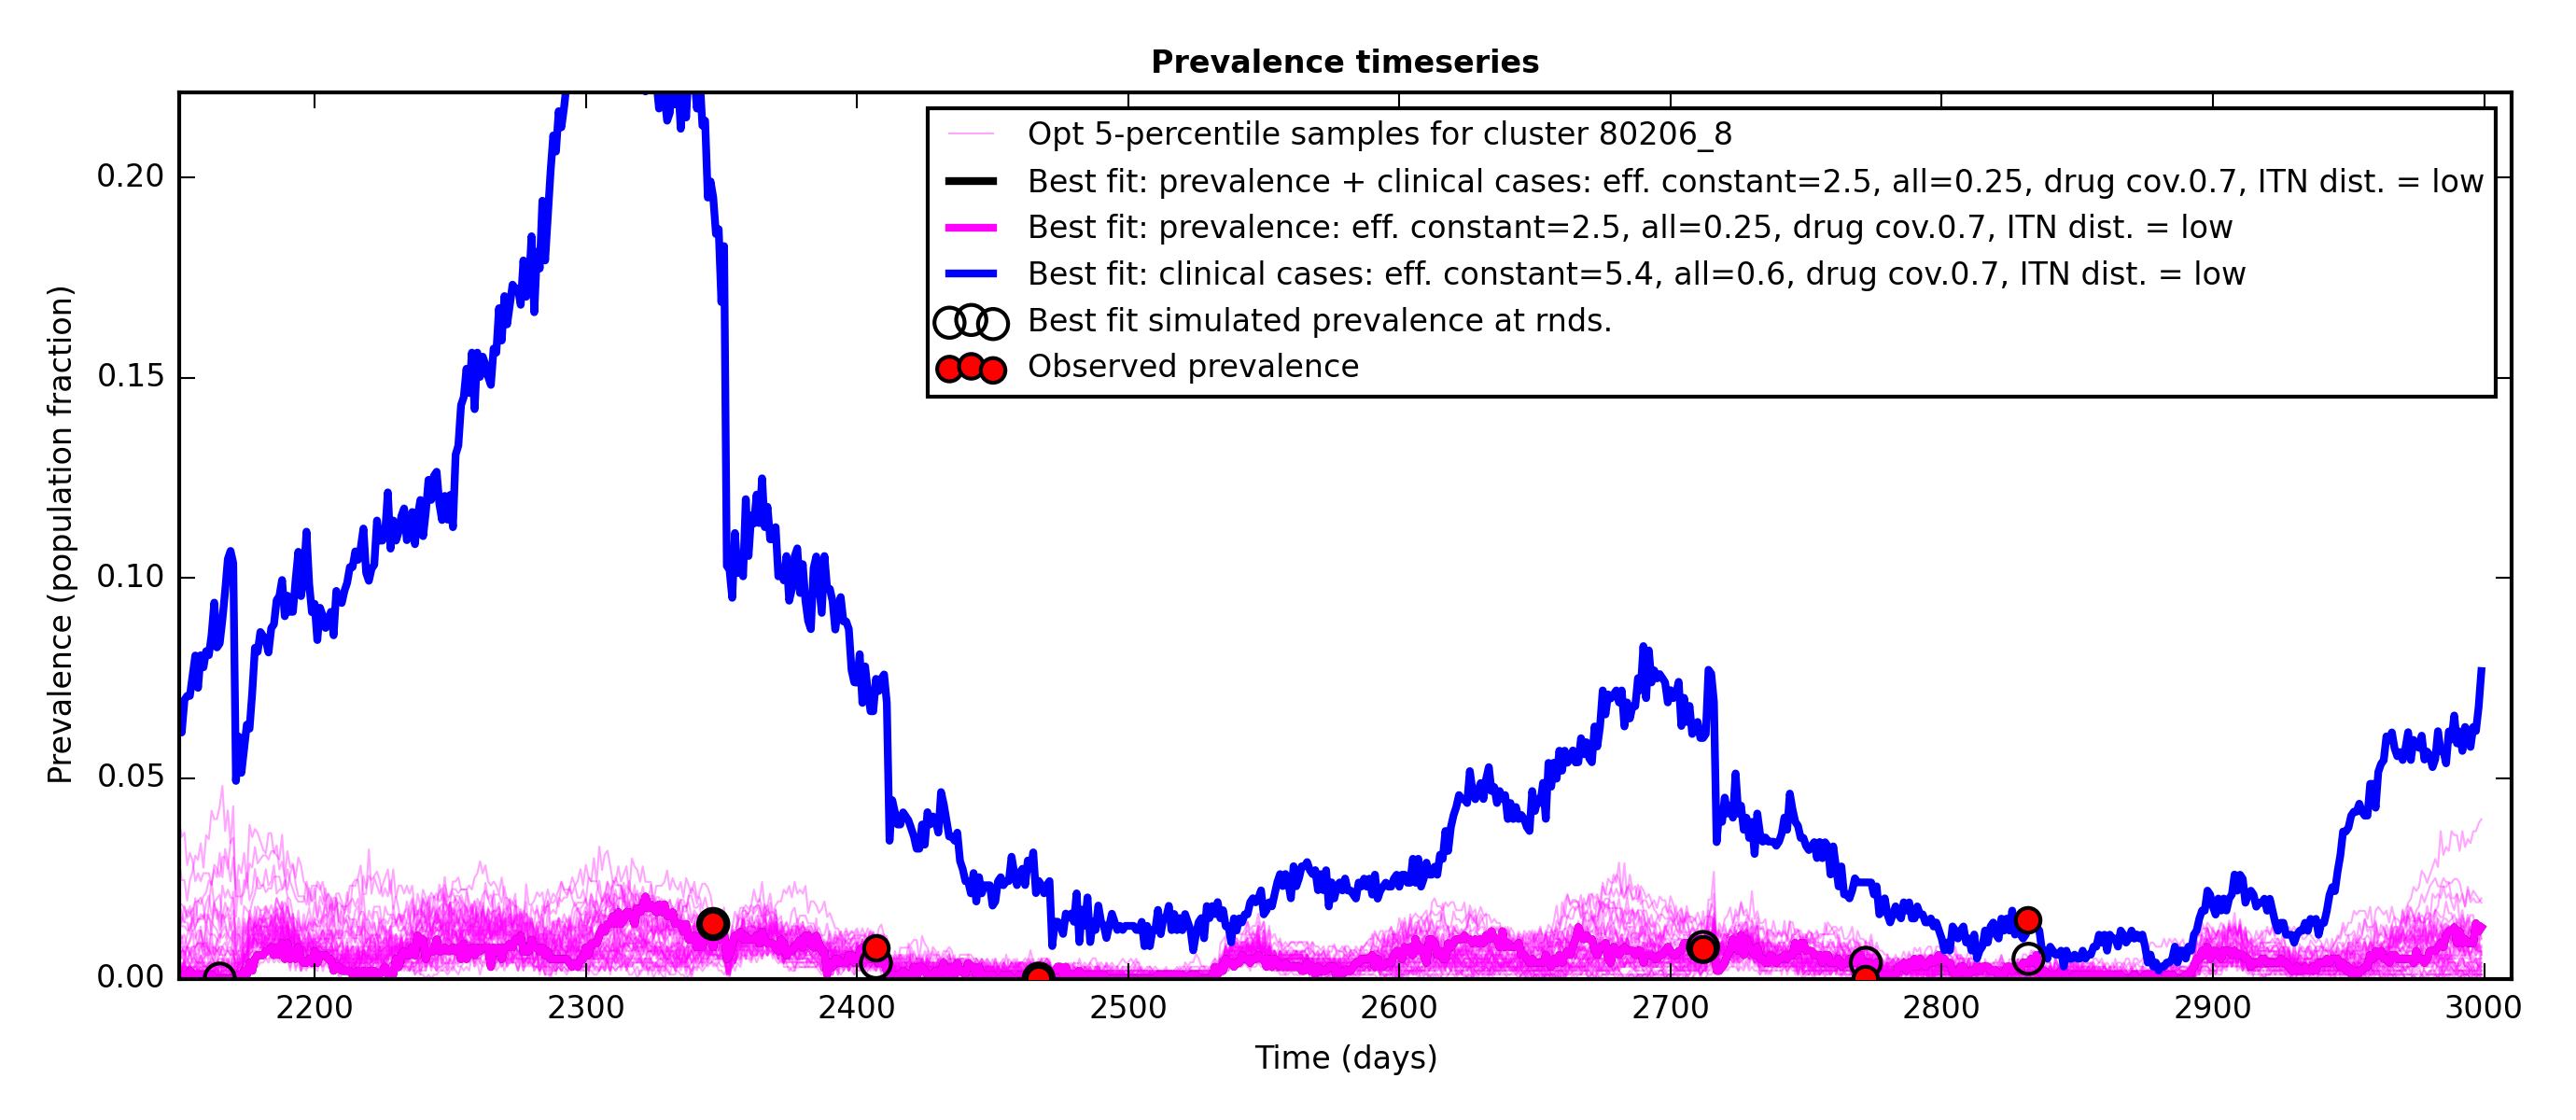 Prevalence timeseries
Opt 5-percentile samples for cluster 80206_8
Best fit: prevalence + clinical cases: eff. constant=2.5, all=0.25, drug cov.0.7, ITN dist. = low
Best fit: prevalence: eff. constant=2.5, all=0.25, drug cov.0.7, ITN dist. = low
Best fit: clinical cases: eff. constant=5.4, all=0.6, drug cov.0.7, ITN dist. = low
Best fit simulated prevalence at rnds.
Observed prevalence
Prevalence (population fraction)
0.20
0.15
0.10
0.05
0.00
2200 2300 2400 2500 2600 2700 2800 2900 3000
Time (days)